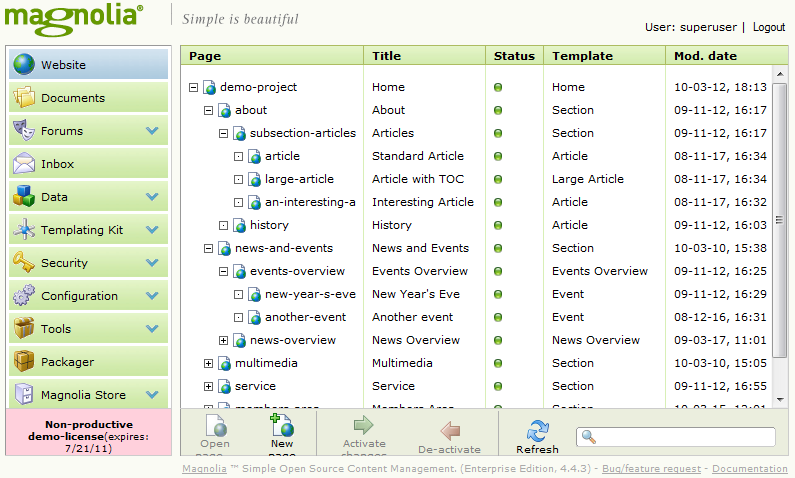 magnolia®
Simple is beautiful
User: superuser | Logout
Website
Documents
Forums
Inbox
Data
Templating Kit
Security
Configuration
Tools
Packager
Magnolia Store
Non-productive
demo-license(expires:
7/21/11)
Page Title Status Template Mod. date
demo-project Home Home 10-03-12, 18:13
about About Section 09-11-12, 16:17
subsection-articles Articles Section 09-11-12, 16:17
article Standard Article Article 08-11-17, 16:34
large-article Article with TOC Large Article 08-11-17, 16:34
an-interesting-a Interesting Article Article 08-11-17, 16:32
history History Article 09-11-12, 16:03
news-and-events News and Events Section 10-03-10, 15:38
events-overview Events Overview Events Overview 09-11-12, 16:25
new-year-s-eve New Year's Eve Event 09-11-12, 16:29
another-event Another event Event 08-12-16, 16:31
news-overview News Overview News Overview 09-03-17, 11:01
multimedia Multimedia Section 10-03-10, 15:05
service Service Section 09-11-12, 16:55
members-area Members Area Section 10-03-15, 12:01
Open
page
New
page
Activate
changes
De-activate
Refresh
Magnolia ™ Simple Open Source Content Management. (Enterprise Edition, 4.4.3) - Bug/feature request - Documentation